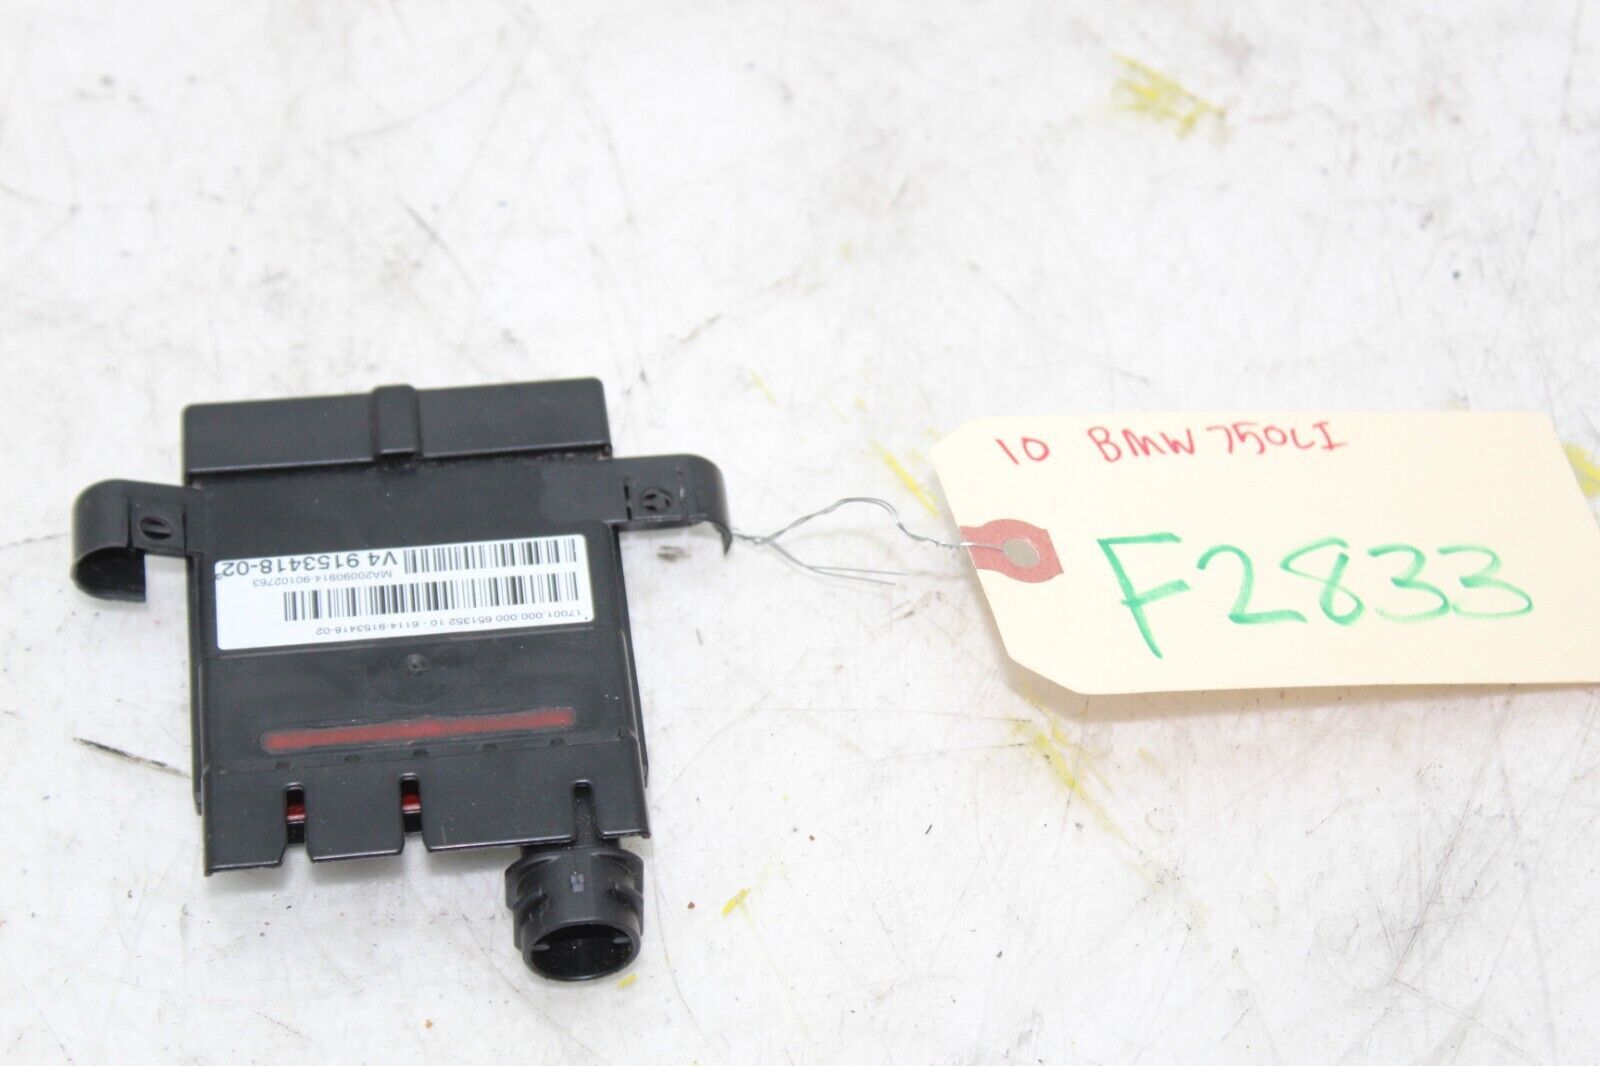 10 BMW 750LI
F2833
*17001.000.000 651352 10 - 6114-9153418-02
MA20090914-90102763
V4 9153418-02